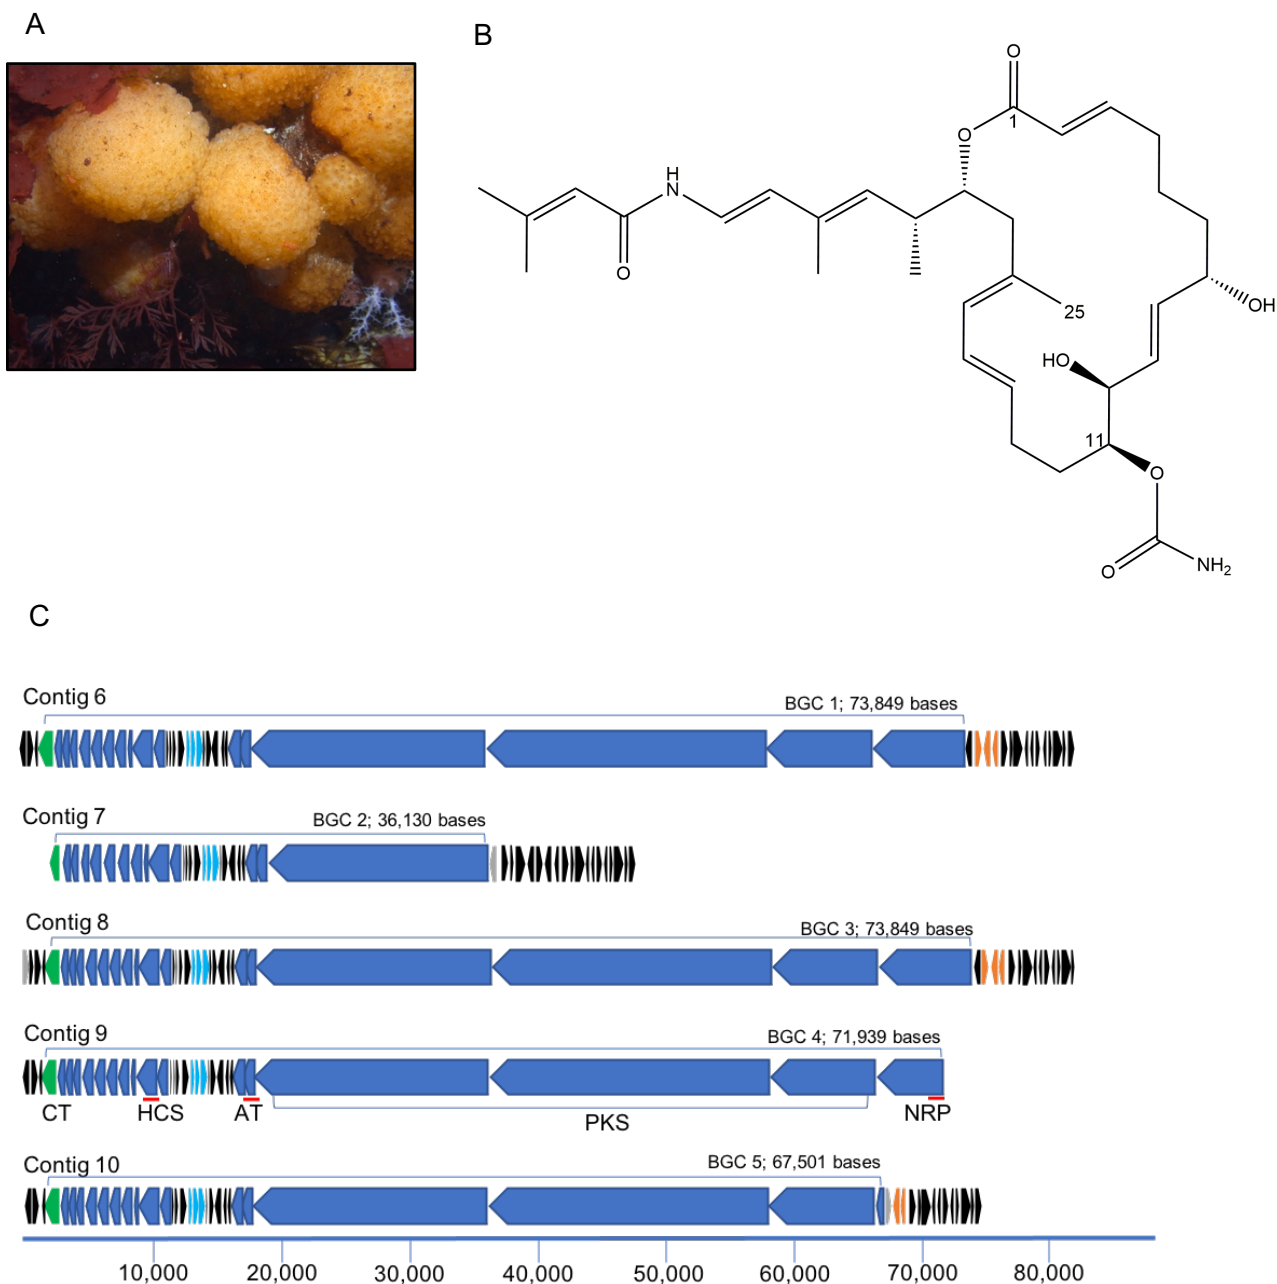 A
B
O
1
O
H
N
O
25
OH
HO
11
O
O
NH2
C
Contig 6
BGC 1; 73,849 bases
Contig 7
BGC 2; 36,130 bases
Contig 8
BGC 3; 73,849 bases
Contig 9
BGC 4; 71,939 bases
CT
HCS
AT
PKS
NRP
Contig 10
BGC 5; 67,501 bases
10,000 20,000 30,000 40,000 50,000 60,000 70,000 80,000